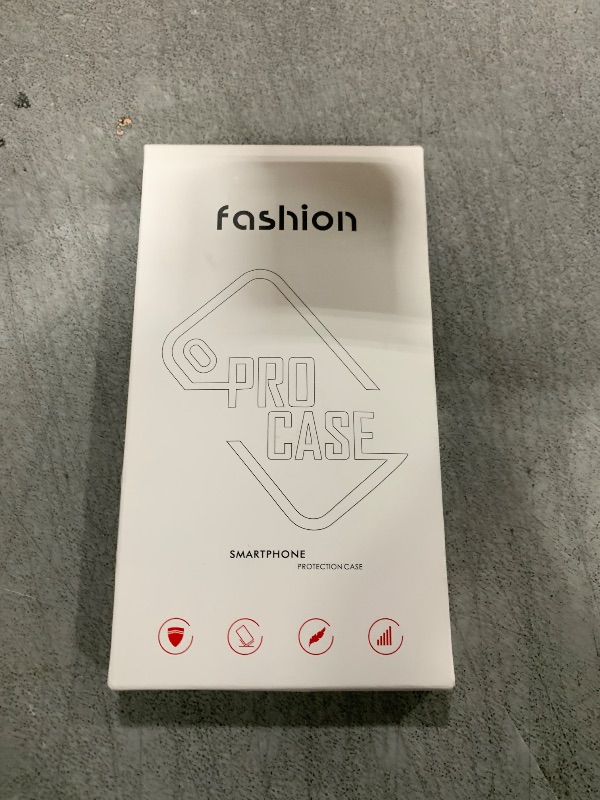 fashion
PRO
CASE
SMARTPHONE
PROTECTION CASE